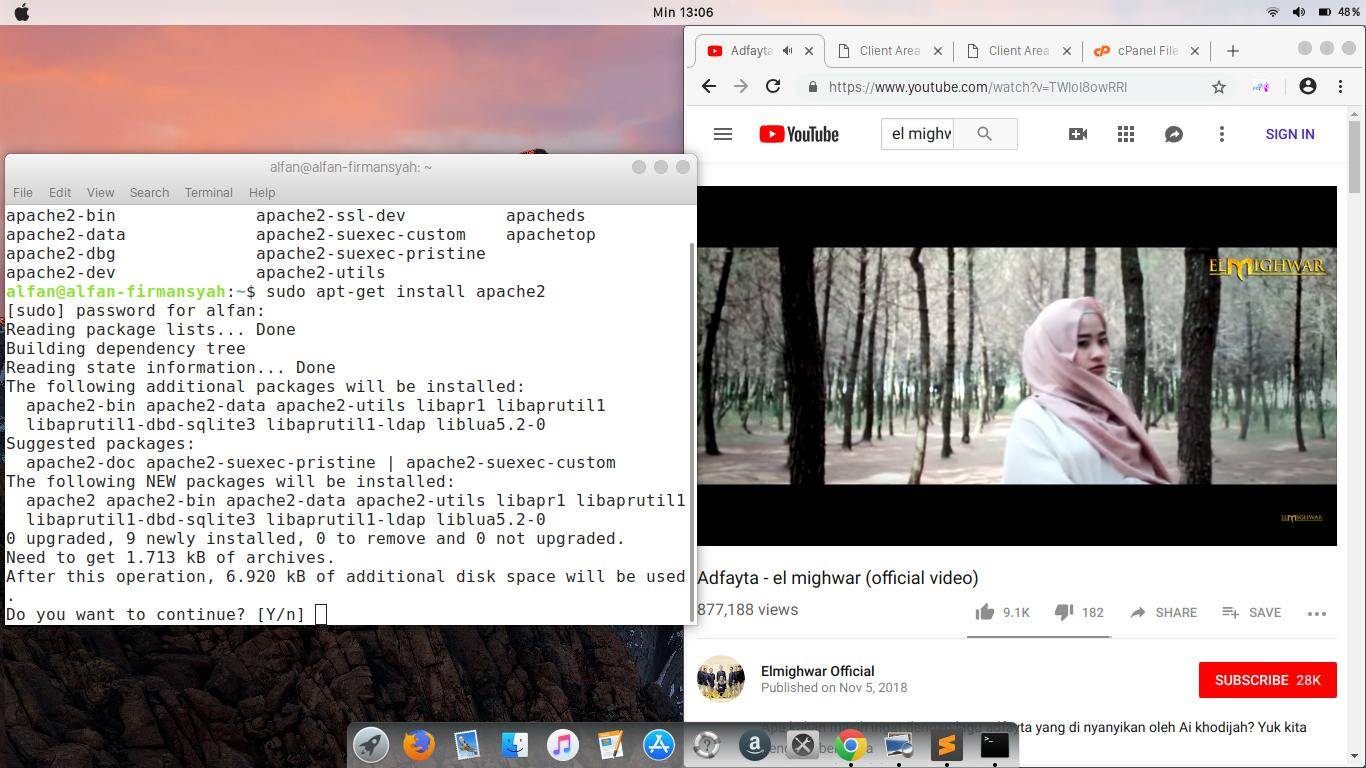 Min 13:06
48%
alfan@alfan-firmansyah: ~
File Edit View Search Terminal Help
apache2-bin apache2-ssl-dev apacheds
apache2-data apache2-suexec-custom apachetop
apache2-dbg apache2-suexec-pristine
apache2-dev apache2-utils
alfan@alfan-firmansyah:~$ sudo apt-get install apache2
[sudo] password for alfan:
Reading package lists... Done
Building dependency tree
Reading state information... Done
The following additional packages will be installed:
apache2-bin apache2-data apache2-utils libapr1 libaprutil1
libaprutil1-dbd-sqlite3 libaprutil1-ldap liblua5.2-0
Suggested packages:
apache2-doc apache2-suexec-pristine | apache2-suexec-custom
The following NEW packages will be installed:
apache2 apache2-bin apache2-data apache2-utils libapr1 libaprutil1
libaprutil1-dbd-sqlite3 libaprutil1-ldap liblua5.2-0
0 upgraded, 9 newly installed, 0 to remove and 0 not upgraded.
Need to get 1.713 kB of archives.
After this operation, 6.920 kB of additional disk space will be used
.
Do you want to continue? [Y/n]
Adfayta Client Area Client Area cPanel File
https://www.youtube.com/watch?v=TWIoI8owRRI
YouTube
el mighw
SIGN IN
ELMIGHWAR
ELMIGHWAR
Adfayta - el mighwar (official video)
877,188 views
9.1K 182 SHARE SAVE
Elmighwar Official
Published on Nov 5, 2018
SUBSCRIBE 28K
adfayta yang di nyanyikan oleh Ai khodijah? Yuk kita